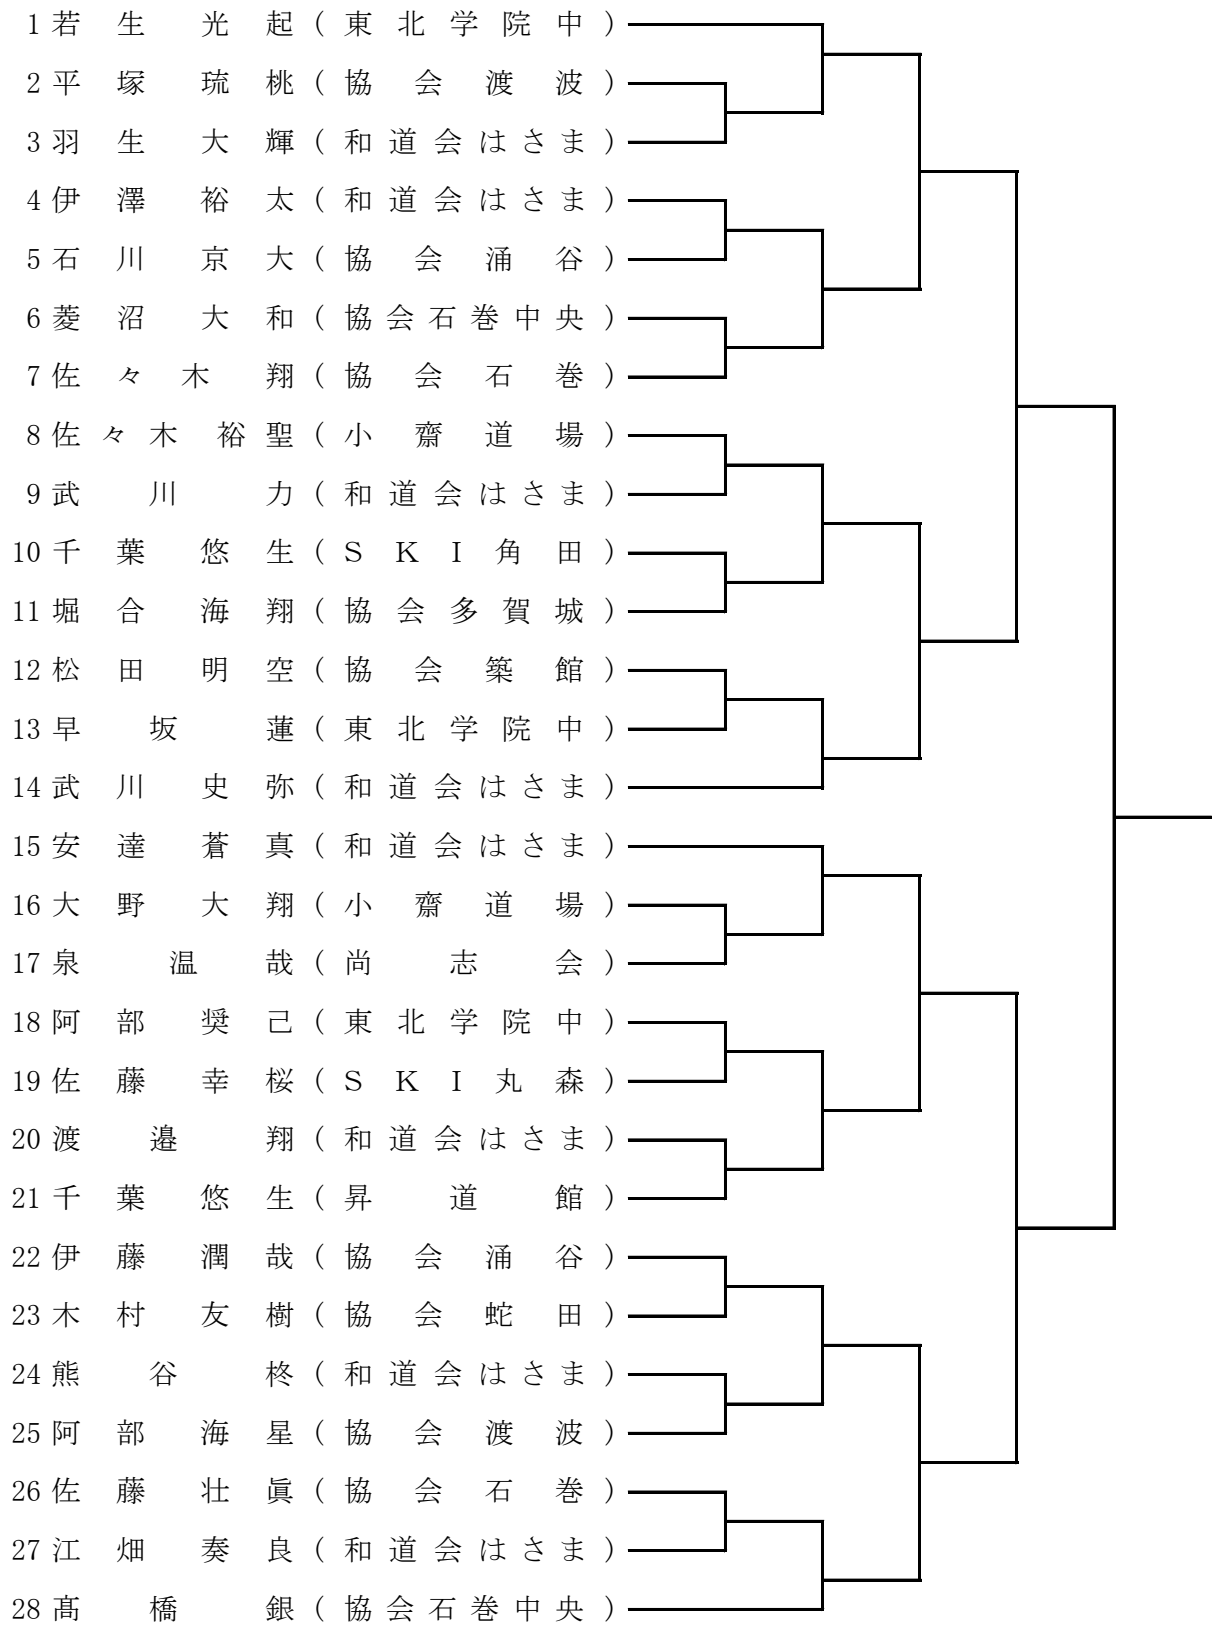 1 若生光起(東北学院中)
2 平塚琉桃(協会渡波)
3 羽生大輝(和道会はさま)
4 伊澤裕太(和道会はさま)
5 石川京大(協会涌谷)
6 菱沼大和(協会石巻中央)
7 佐々木翔(協会石巻)
8 佐々木裕聖(小齋道場)
9 武川力(和道会はさま)
10 千葉悠生(SKI角田)
11 堀合海翔(協会多賀城)
12 松田明空(協会築館)
13 早坂蓮(東北学院中)
14 武川史弥(和道会はさま)
15 安達蒼真(和道会はさま)
16 大野大翔(小齋道場)
17 泉温哉(尚志会)
18 阿部奨己(東北学院中)
19 佐藤幸桜(SKI丸森)
20 渡邉翔(和道会はさま)
21 千葉悠生(昇道館)
22 伊藤潤哉(協会涌谷)
23 木村友樹(協会蛇田)
24 熊谷柊(和道会はさま)
25 阿部海星(協会渡波)
26 佐藤壮眞(協会石巻)
27 江畑奏良(和道会はさま)
28 髙橋銀(協会石巻中央)